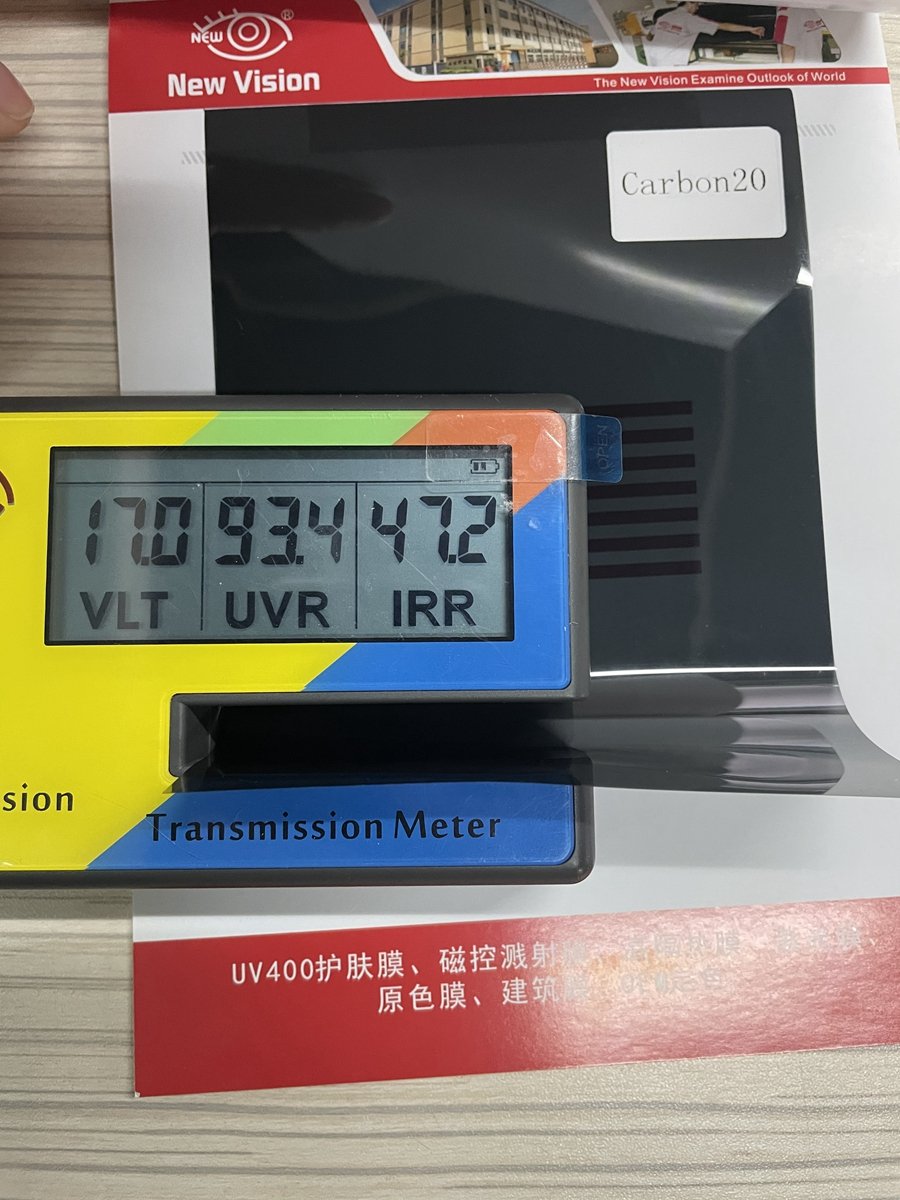 NEW
®
New Vision
The New Vision Examine Outlook of World
Carbon20
OPEN
17.0 93.4 47.2
VLT UVR IRR
sion
Transmission Meter
UV400护肤膜、磁控溅射膜、
原色膜、建筑膜